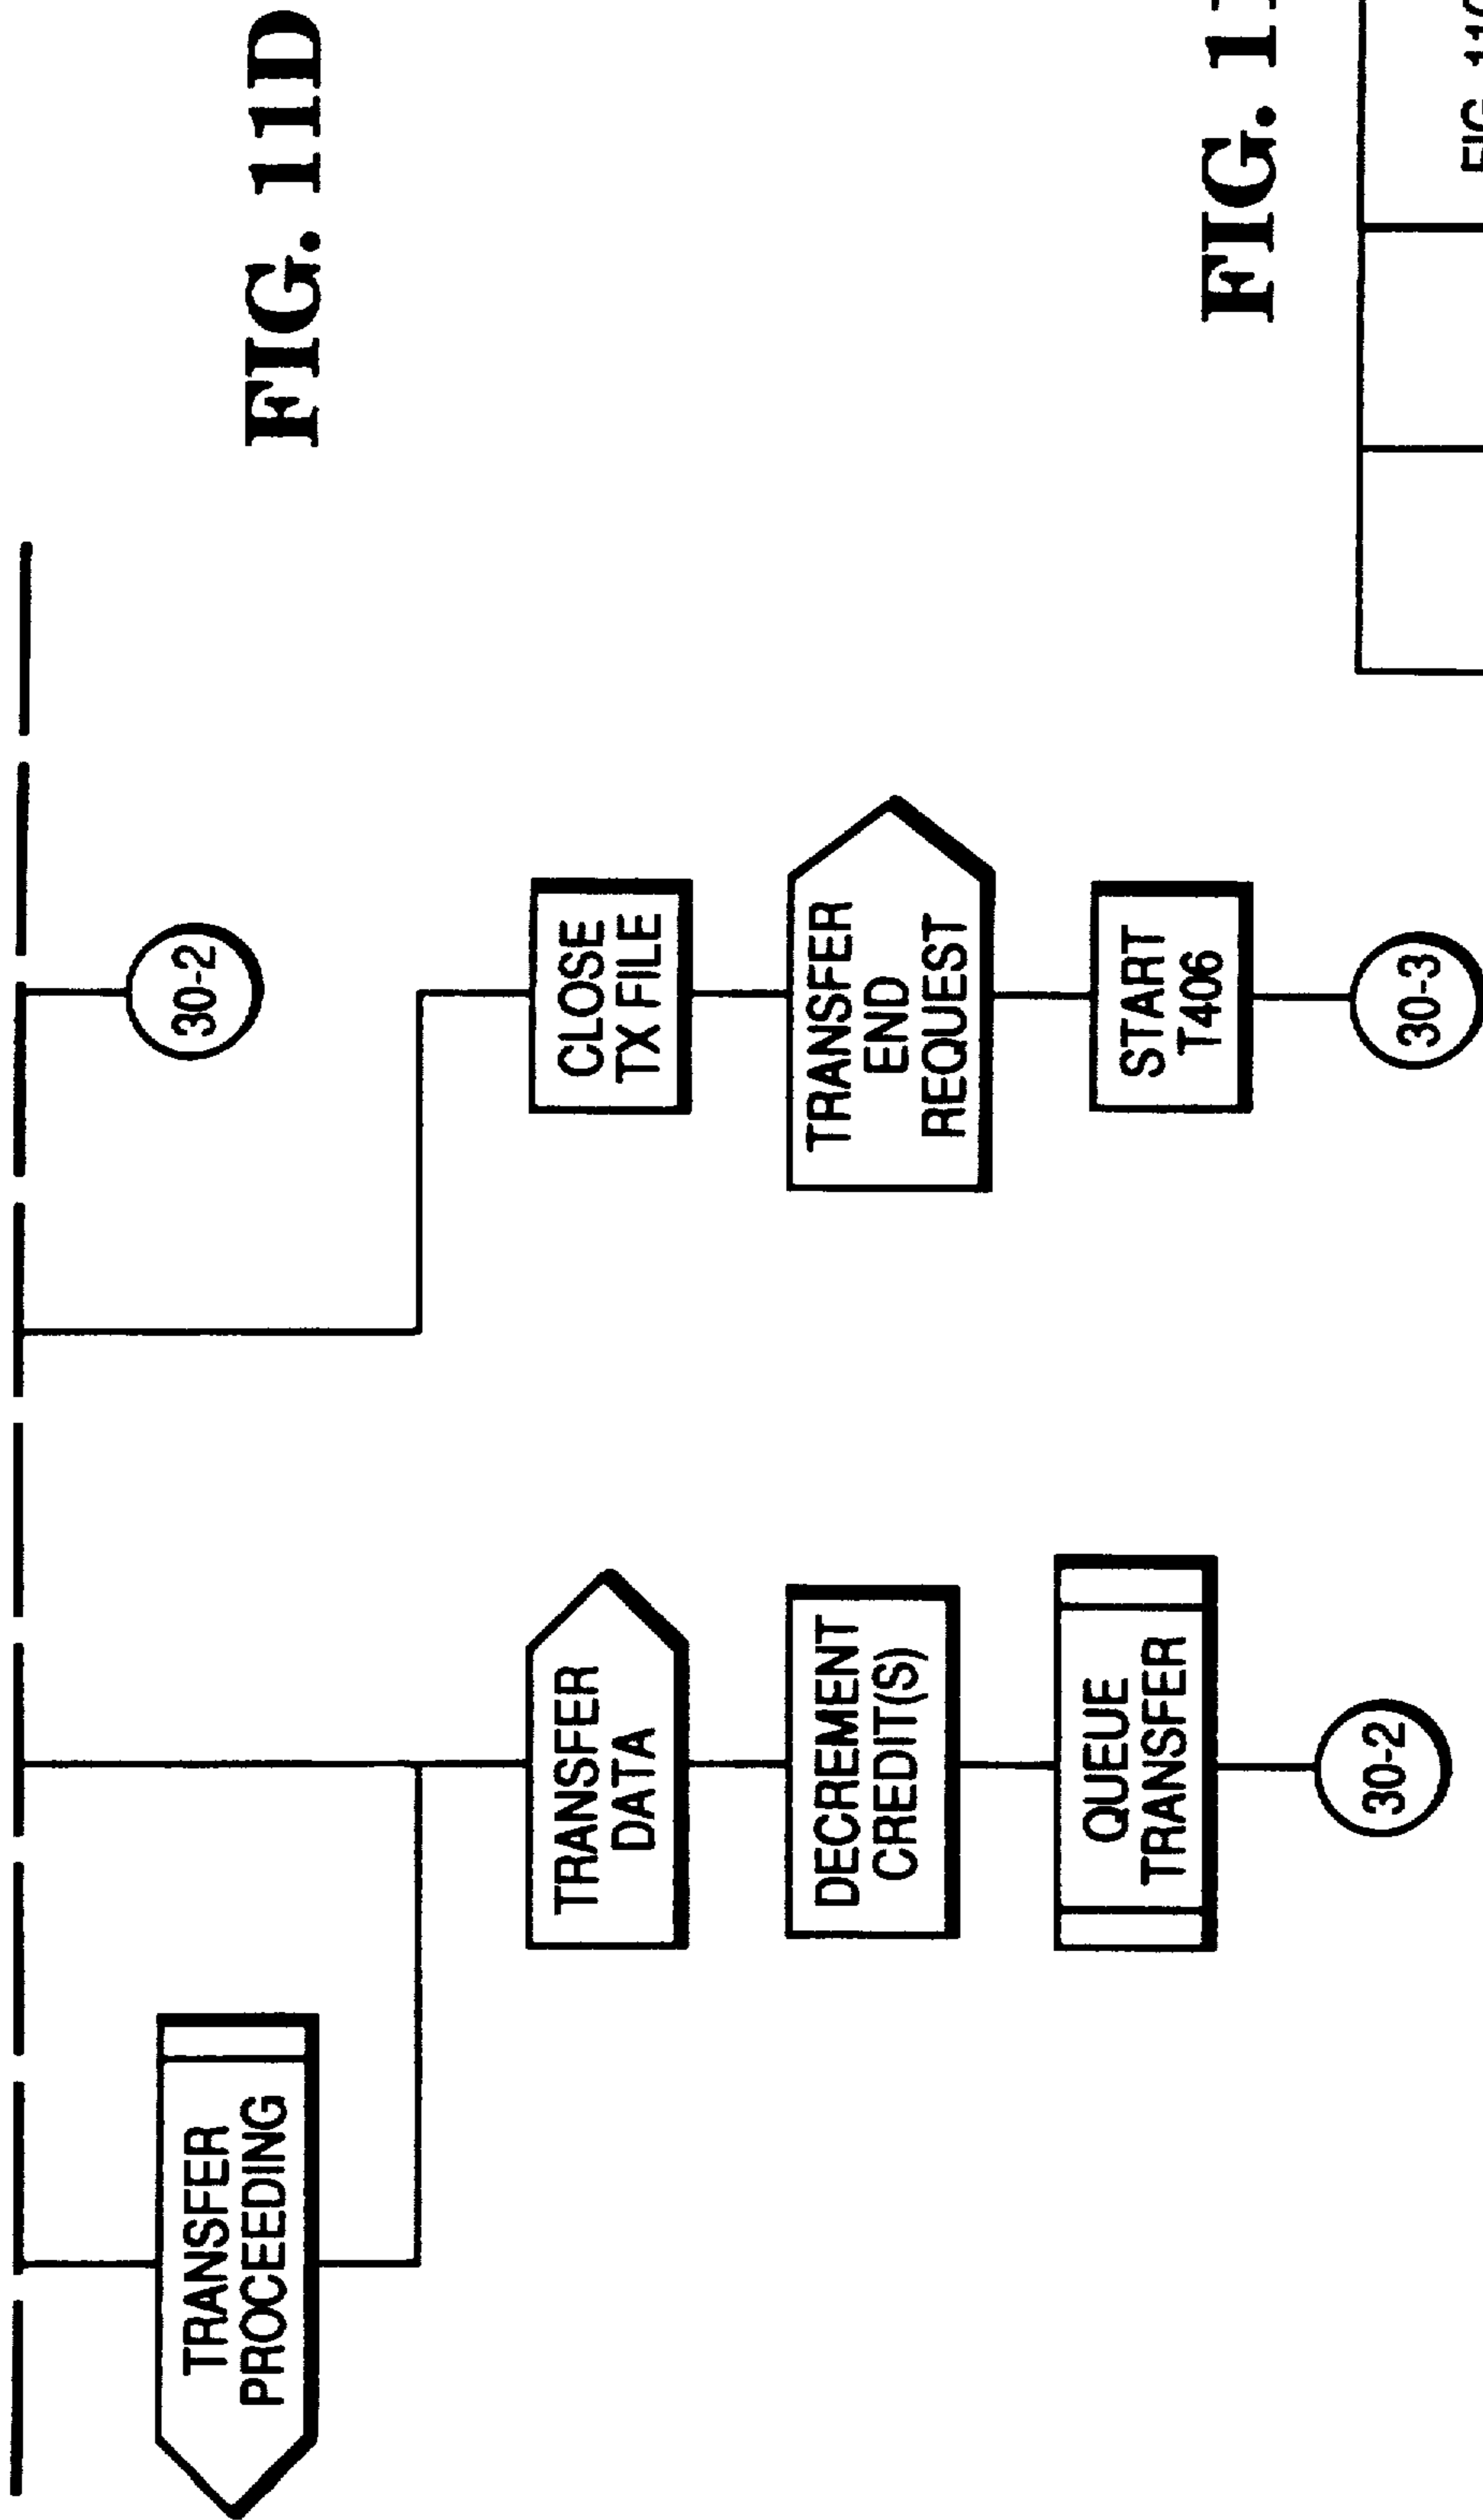 FIG. 11D
30-2
TRANSFER
PROCEEDING
CLOSE
TX FILE
TRANSFER
DATA
TRANSFER
END
REQUEST
DECREMENT
CREDIT(S)
START
T406
QUEUE
TRANSFER
30-3
30-2
FIG.